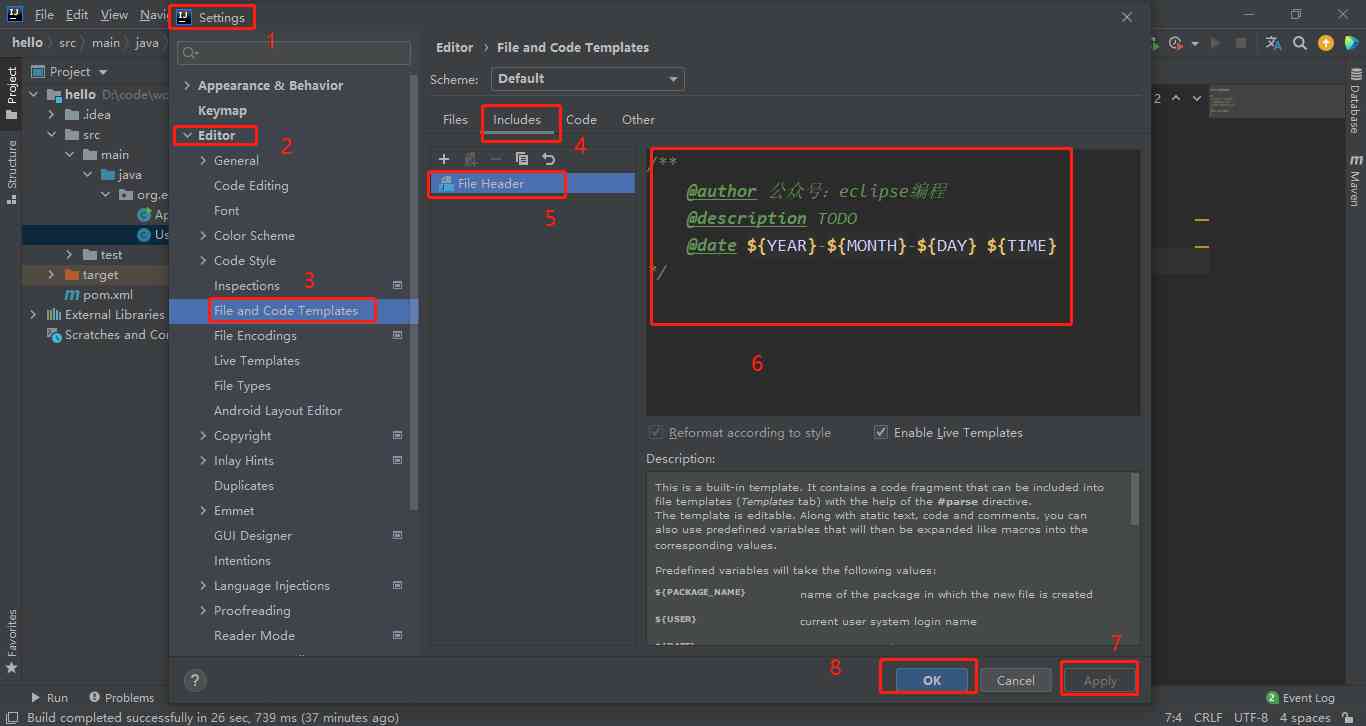 File Edit View Navi
Settings
1
hello src main java
Editor › File and Code Templates
Scheme: Default
Project
hello D:\code\wo
.idea
src
main
java
org.e
Ap
Us
test
target
pom.xml
External Libraries
Scratches and Co
Project
Structure
Favorites
Appearance & Behavior
Keymap
Editor
2
General
Code Editing
Font
Color Scheme
Code Style
Inspections
3
File and Code Templates
File Encodings
Live Templates
File Types
Android Layout Editor
Copyright
Inlay Hints
Duplicates
Emmet
GUI Designer
Intentions
Language Injections
Proofreading
Reader Mode
Files Includes Code Other
4
File Header
5
/**
@author 公众号：eclipse编程
@description TODO
@date ${YEAR}-${MONTH}-${DAY} ${TIME}
*/
6
Reformat according to style Enable Live Templates
Description:
This is a built-in template. It contains a code fragment that can be included into
file templates (Templates tab) with the help of the #parse directive.
The template is editable. Along with static text, code and comments, you can
also use predefined variables that will then be expanded like macros into the
corresponding values.
Predefined variables will take the following values:
${PACKAGE_NAME} name of the package in which the new file is created
${USER} current user system login name
7
8
? OK Cancel Apply
2
Database
Maven
Run Problems
2 Event Log
Build completed successfully in 26 sec, 739 ms (37 minutes ago)
7:4 CRLF UTF-8 4 spaces